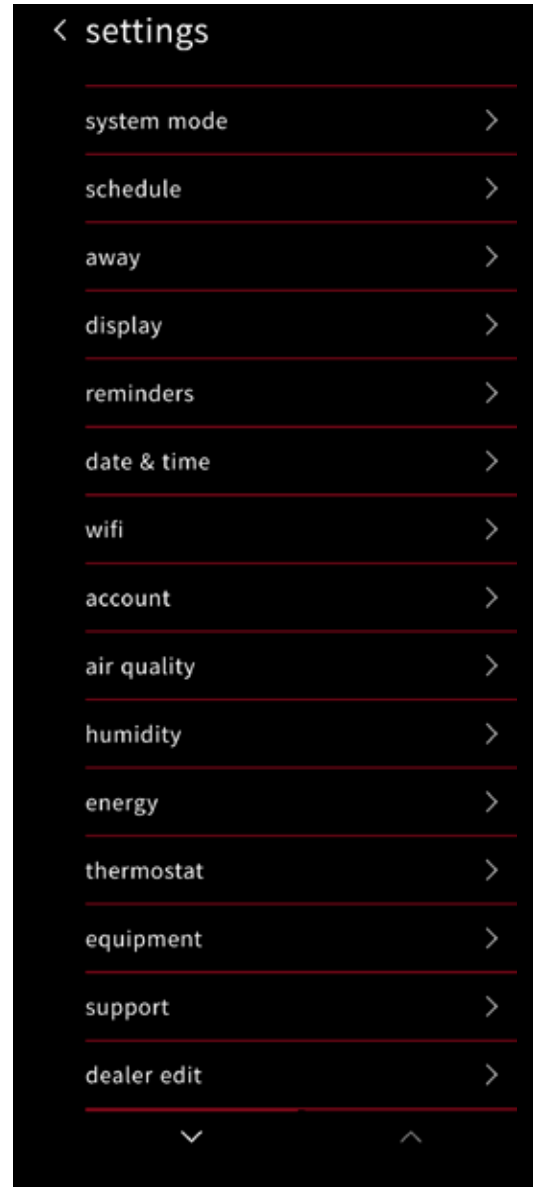 settings
system mode
schedule
away
display
reminders
date & time
wifi
account
air quality
humidity
energy
thermostat
equipment
support
dealer edit